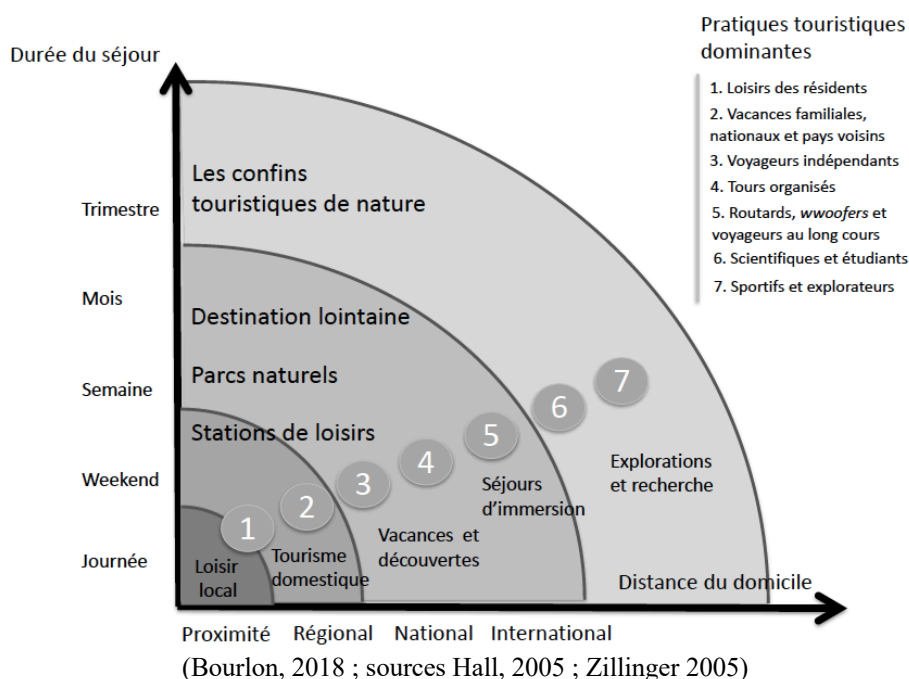 Pratiques touristiques
dominantes
1. Loisirs des résidents
2. Vacances familiales,
nationaux et pays voisins
3. Voyageurs indépendants
4. Tours organisés
5. Routards, wwoofers et
voyageurs au long cours
6. Scientifiques et étudiants
7. Sportifs et explorateurs
Durée du séjour
Trimestre
Mois
Semaine
Weekend
Journée
Les confins
touristiques de nature
Destination lointaine
Parcs naturels
Stations de loisirs
1
2
3
4
5
6
7
Loisir
local
Tourisme
domestique
Vacances et
découvertes
Séjours
d'immersion
Explorations
et recherche
Distance du domicile
Proximité
Régional
National
International
(Bourlon, 2018 ; sources Hall, 2005 ; Zillinger 2005)